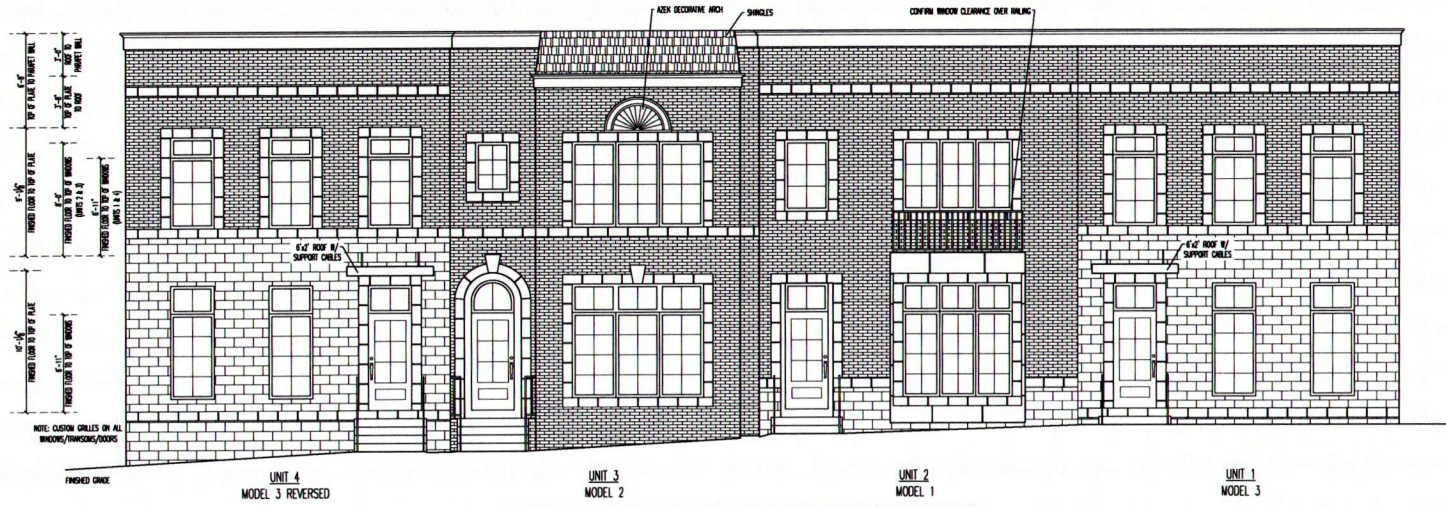 AZEK DECORATIVE ARCH
SHINGLES
CONFIRM WINDOW CLEARANCE OVER RAILING
6'-6"
TOP OF PLATE TO PARAPET WALL
3'-0"
ROOF TO
PARAPET WALL
3'-6"
TOP OF PLATE
TO ROOF
FINISHED FLOOR TO TOP OF PLATE
FINISHED FLOOR TO TOP OF WINDOWS
(UNITS 2 & 3)
6'-11"
FINISHED FLOOR TO TOP OF WINDOWS
(UNITS 1 & 4)
FINISHED FLOOR TO TOP OF PLATE
6'-11"
FINISHED FLOOR TO TOP OF WINDOWS
6'x2' ROOF W/
SUPPORT CABLES
6'x2' ROOF W/
SUPPORT CABLES
NOTE: CUSTOM GRILLES ON ALL
WINDOWS/TRANSOMS/DOORS
FINISHED GRADE
UNIT 4
MODEL 3 REVERSED
UNIT 3
MODEL 2
UNIT 2
MODEL 1
UNIT 1
MODEL 3